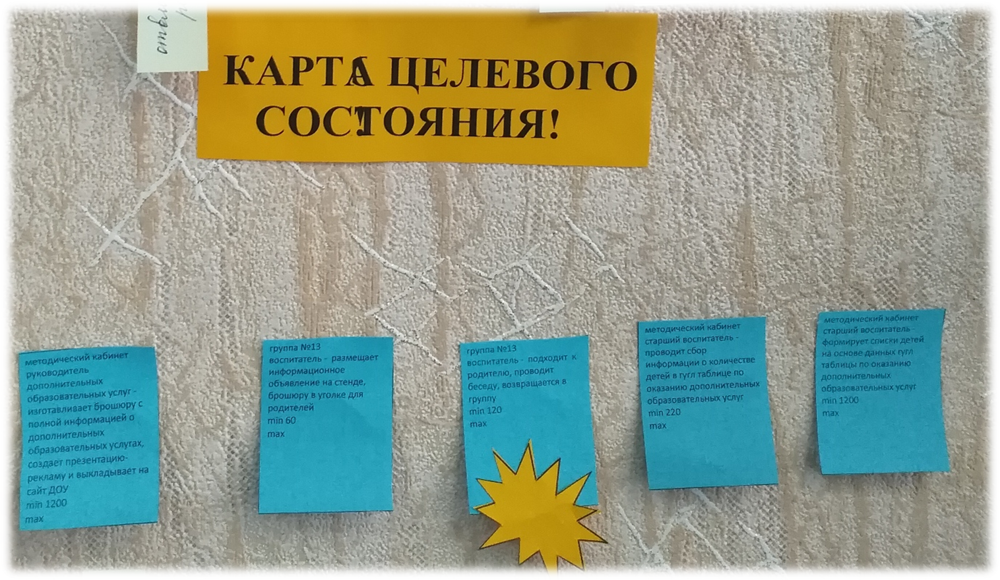 отвы
КАРТА ЦЕЛЕВОГО
СОСТОЯНИЯ!
методический кабинет
руководитель
дополнительных
образовательных услуг -
изготавливает брошюру с
полной информацией о
дополнительных
образовательных услугах,
создает презентацию-
рекламу и выкладывает на
сайт ДОУ
min 1200
max
группа №13
воспитатель - размещает
информационное
объявление на стенде,
брошюру в уголке для
родителей
min 60
max
группа №13
воспитатель - подходит к
родителю, проводит
беседу, возвращается в
группу
min 120
max
методический кабинет
старший воспитатель -
проводит сбор
информации о количестве
детей в гугл таблице по
оказанию дополнительных
образовательных услуг
min 220
max
методический кабинет
старший воспитатель -
формирует списки детей
на основе данных гугл
таблицы по оказанию
дополнительных
образовательных услуг
min 1200
max